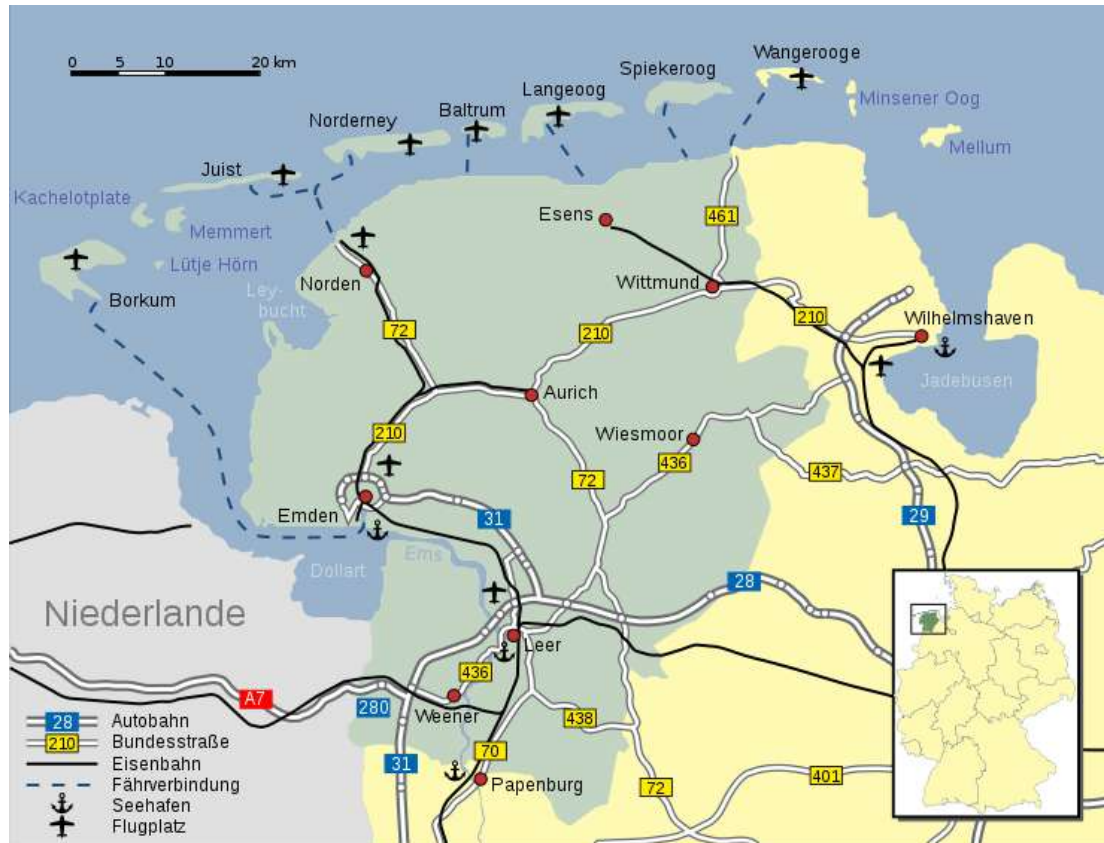 0 5 10 20 km
Wangerooge
Spiekeroog
Langeoog
Minsener Oog
Baltrum
Norderney
Mellum
Juist
Kachelotplate
Memmert
Esens
461
Lütje Hörn
Norden
Wittmund
Borkum
Ley-
bucht
210
Wilhelmshaven
72
210
Jadebusen
Aurich
210
Wiesmoor
436
437
72
Emden
31
29
Ems
Dollart
28
Niederlande
Leer
436
A7
280
Weener
438
28 Autobahn
210 Bundesstraße
70
Eisenbahn
31
401
Fährverbindung
Papenburg
72
Seehafen
Flugplatz